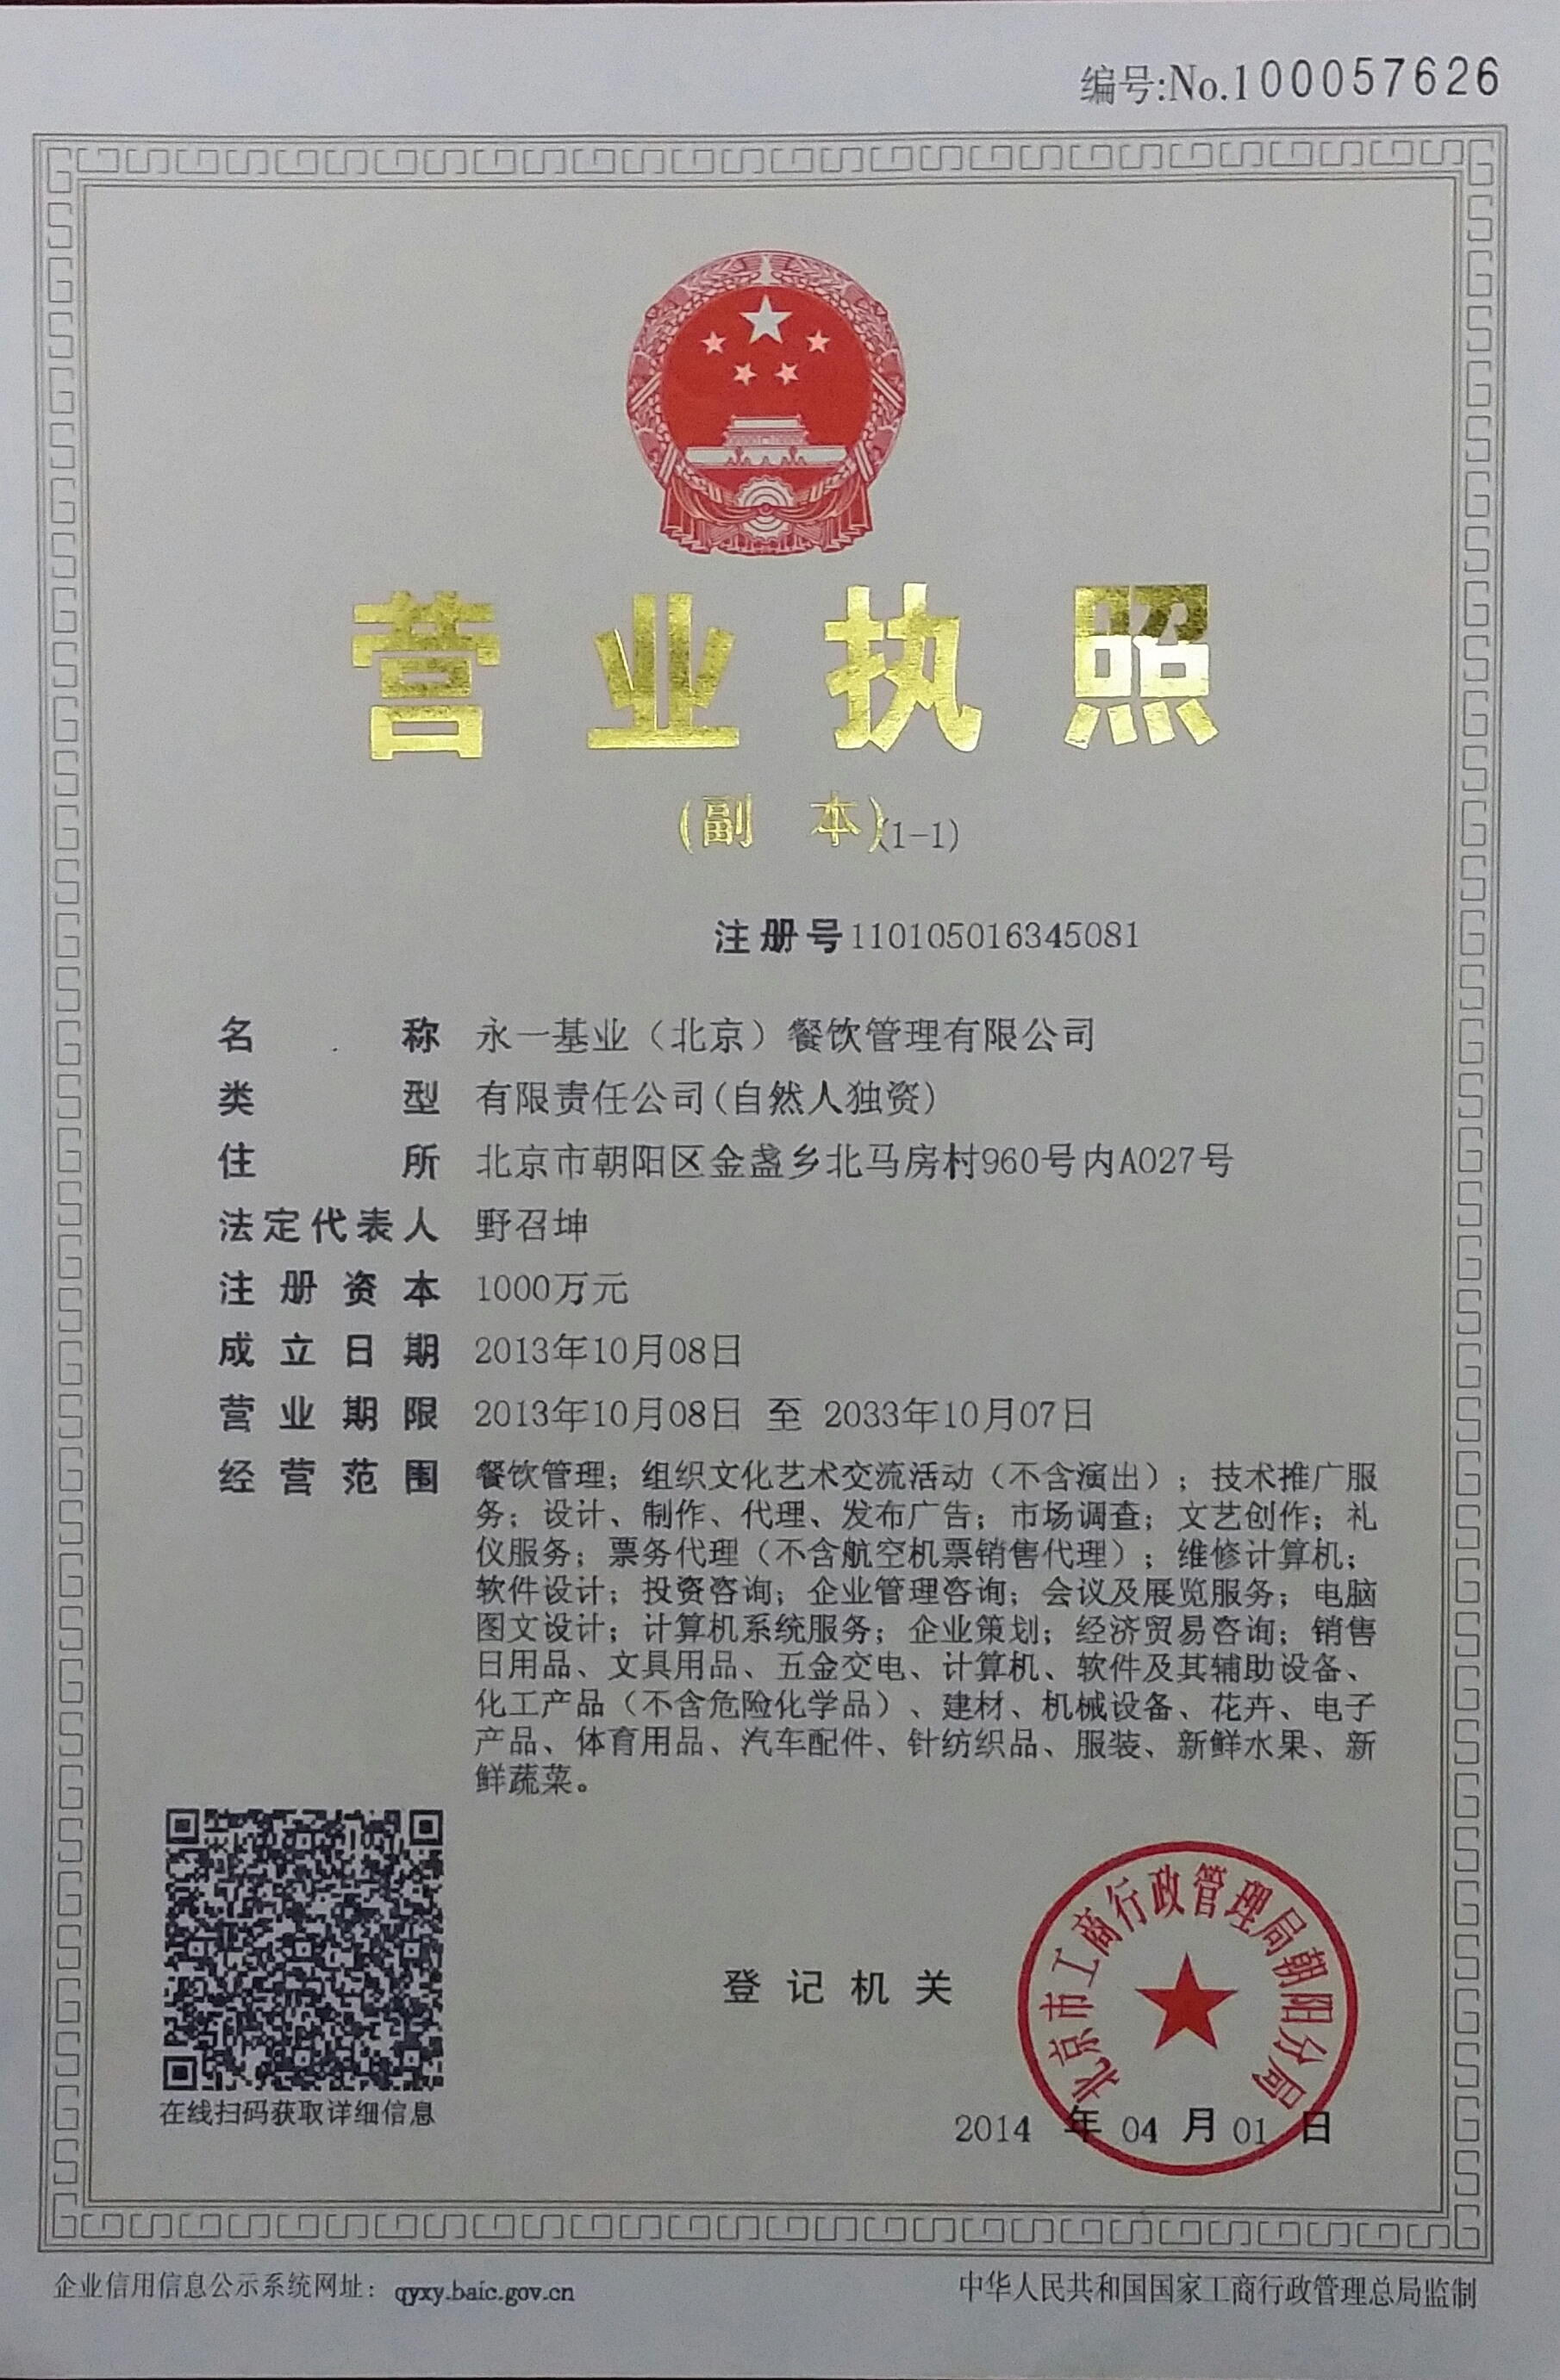 编号:No.100057626
营业执照
(副 本)(1-1)
注册号110105016345081
名 称 永一基业（北京）餐饮管理有限公司
类 型 有限责任公司(自然人独资)
住 所 北京市朝阳区金盏乡北马房村960号内A027号
法定代表人 野召坤
注册资本 1000万元
成立日期 2013年10月08日
营业期限 2013年10月08日 至 2033年10月07日
经营范围 餐饮管理；组织文化艺术交流活动（不含演出）；技术推广服
务；设计、制作、代理、发布广告；市场调查；文艺创作；礼
仪服务；票务代理（不含航空机票销售代理）；维修计算机；
软件设计；投资咨询；企业管理咨询；会议及展览服务；电脑
图文设计；计算机系统服务；企业策划；经济贸易咨询；销售
日用品、文具用品、五金交电、计算机、软件及其辅助设备、
化工产品（不含危险化学品）、建材、机械设备、花卉、电子
产品、体育用品、汽车配件、针纺织品、服装、新鲜水果、新
鲜蔬菜。
在线扫码获取详细信息
登记机关
北京市工商行政管理局朝阳分局
2014 年 04 月 01 日
企业信用信息公示系统网址：qyxy.baic.gov.cn
中华人民共和国国家工商行政管理总局监制